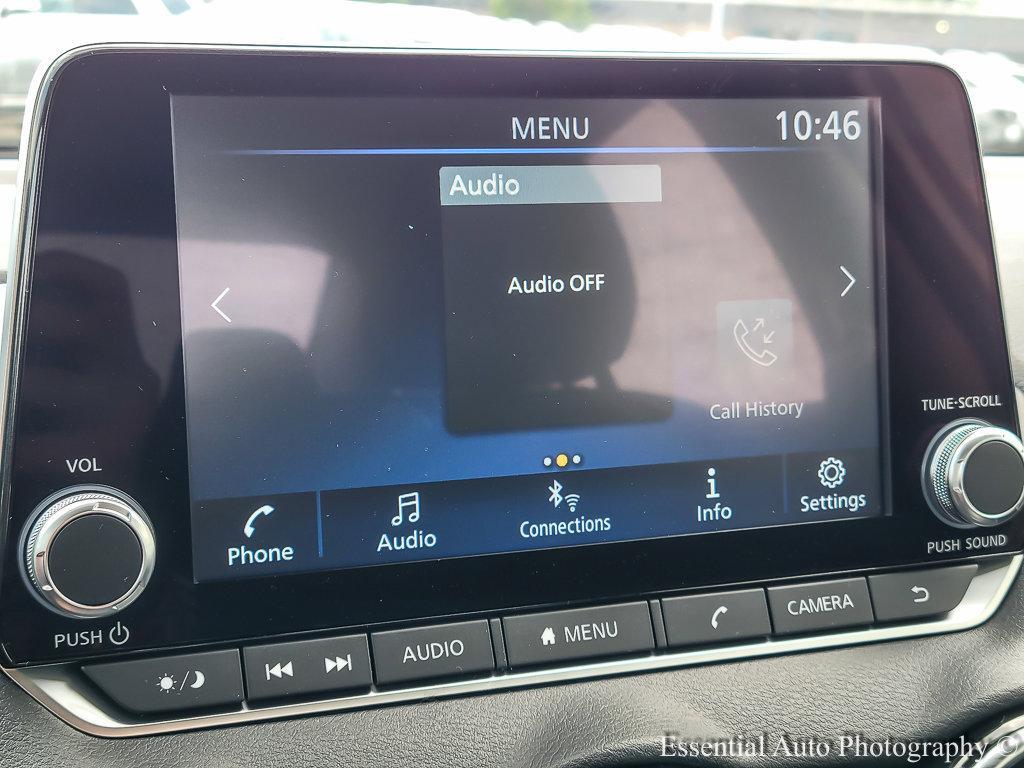 MENU 10:46
Audio
Audio OFF
Call History
Phone Audio Connections Info Settings
VOL
PUSH
TUNE·SCROLL
PUSH SOUND
AUDIO MENU CAMERA
Essential Auto Photography ©